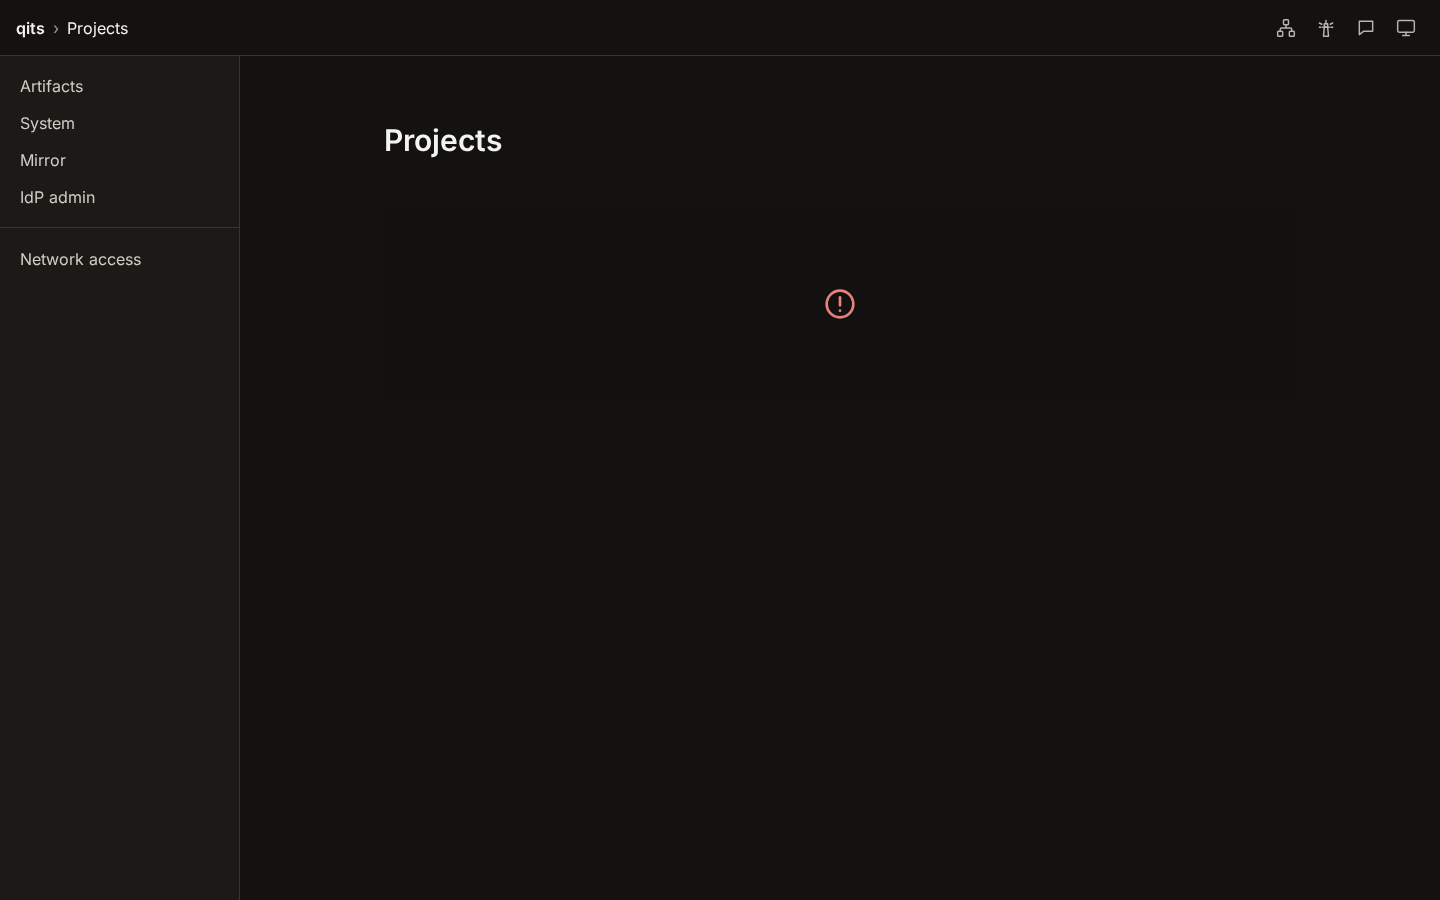 qits › Projects
Artifacts
System
Mirror
IdP admin
Network access
Projects